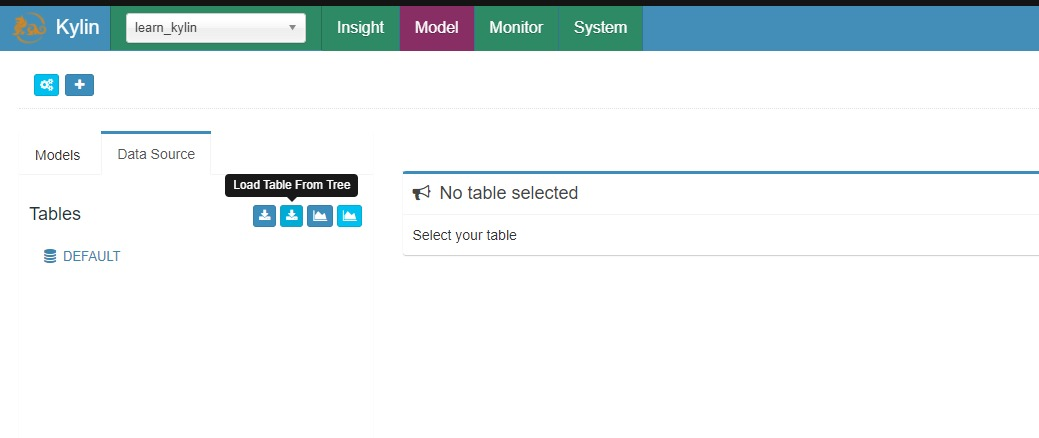 Kylin
learn_kylin
Insight
Model
Monitor
System
Models
Data Source
Load Table From Tree
Tables
DEFAULT
No table selected
Select your table